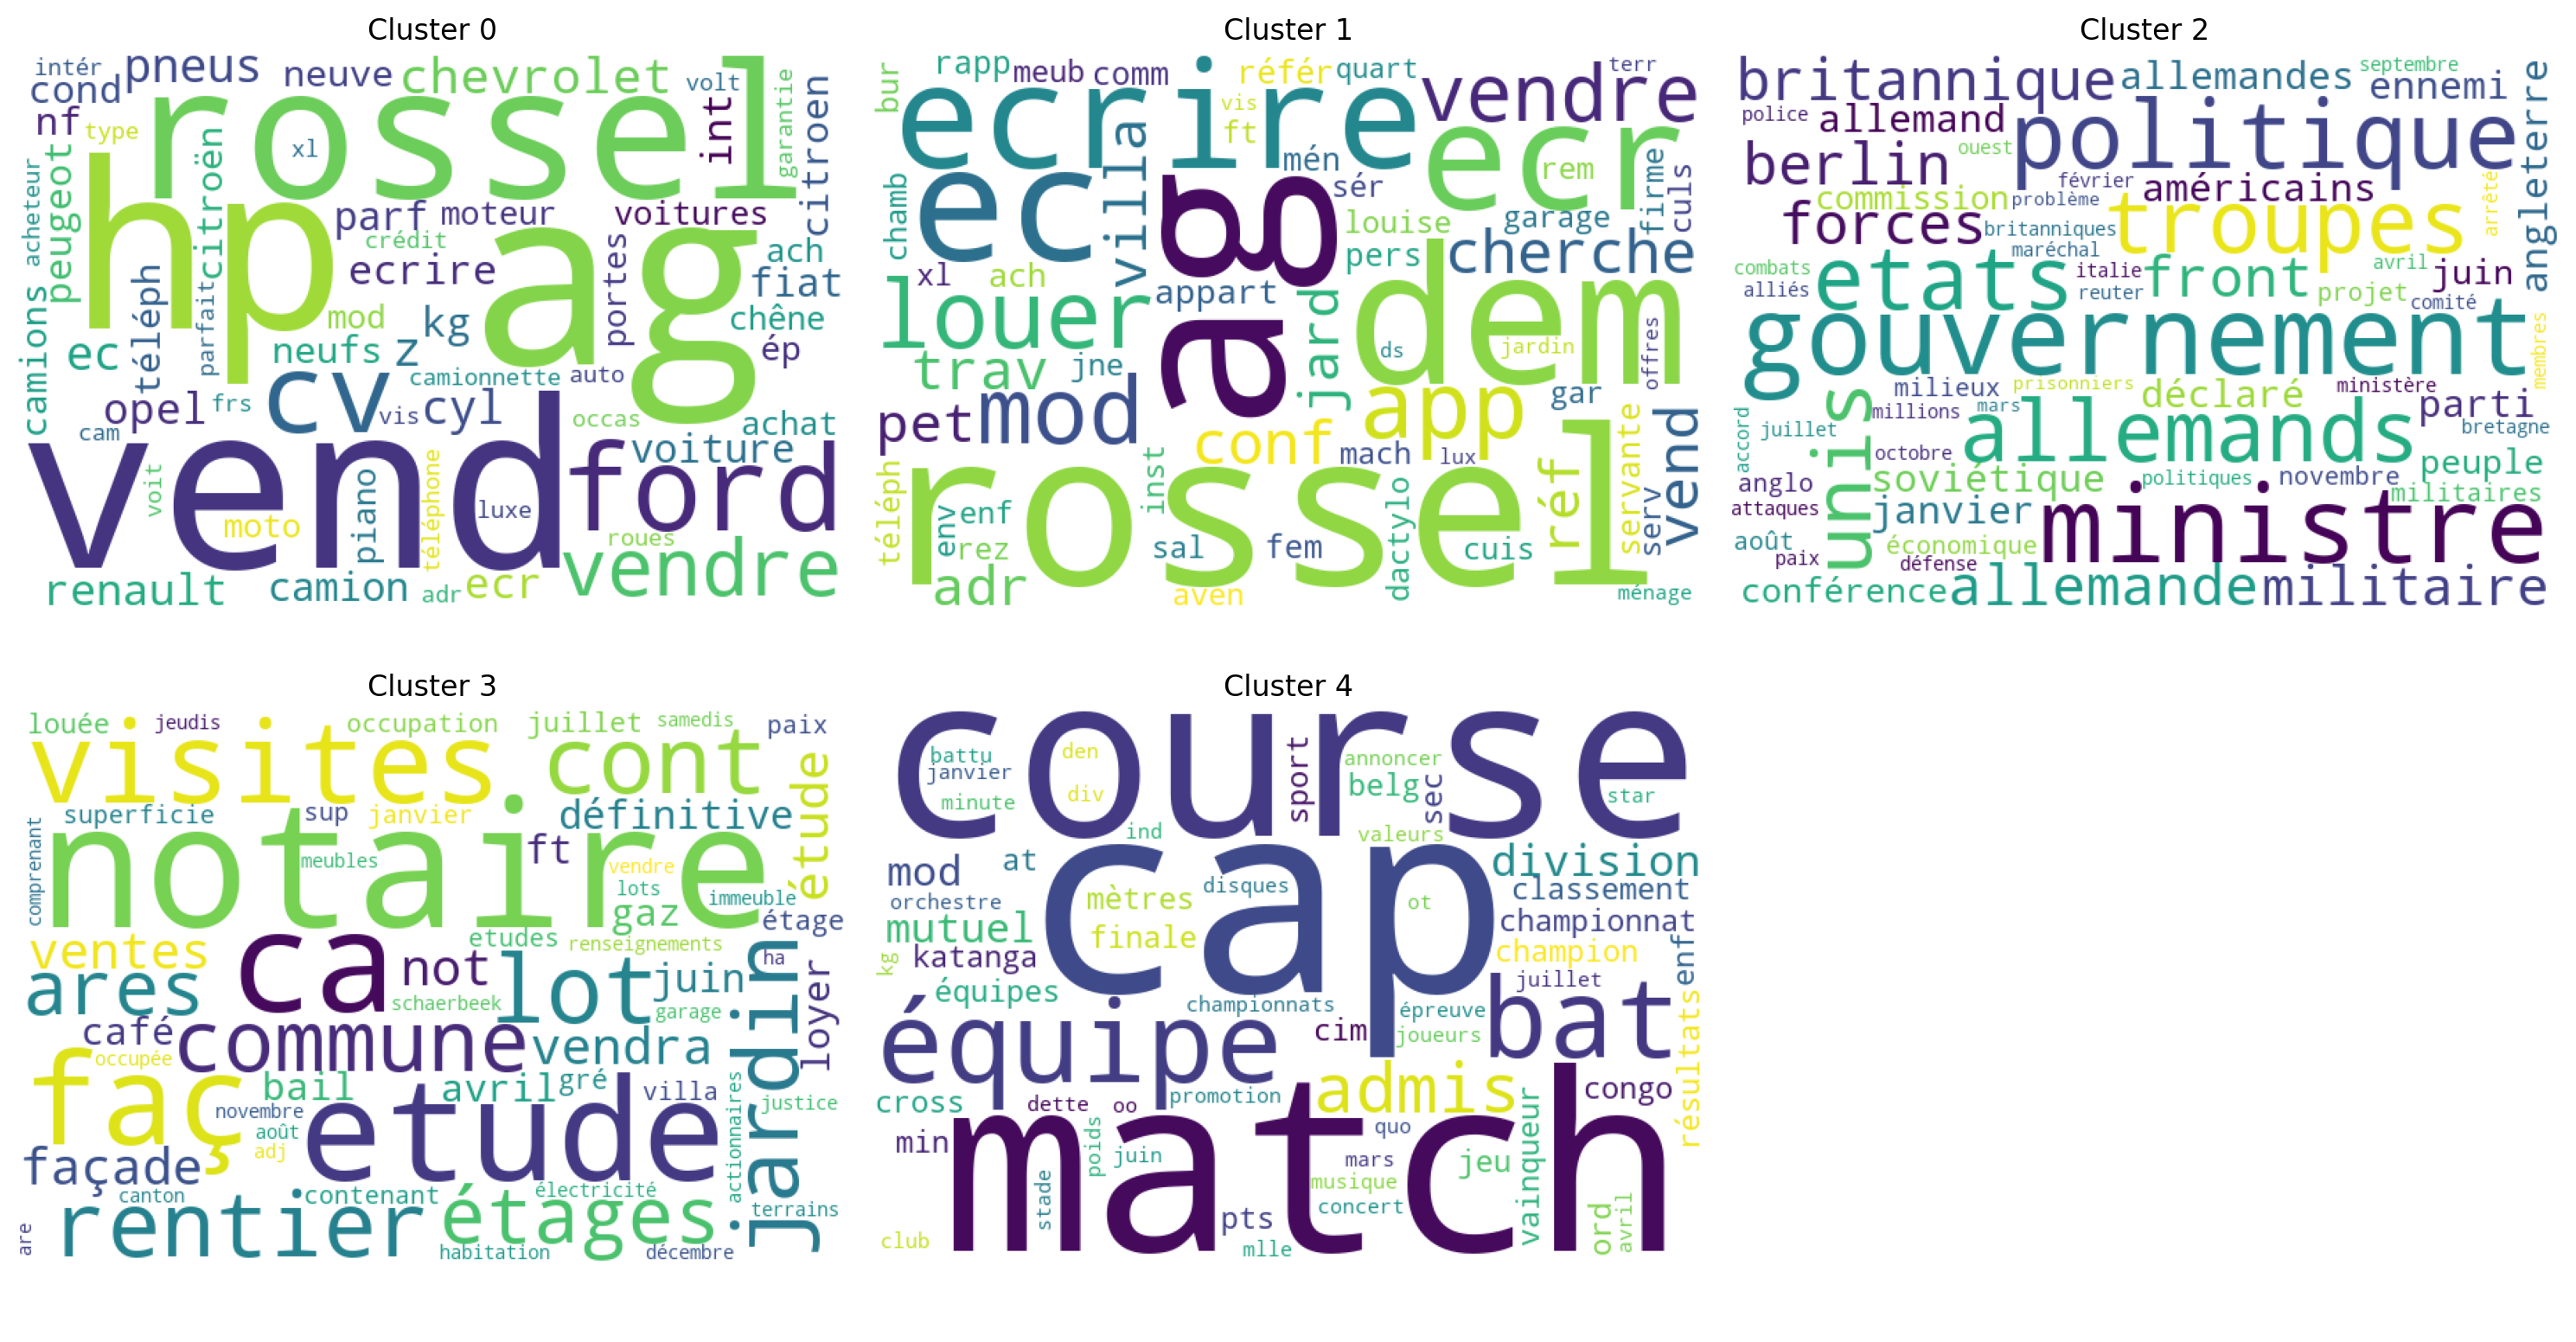 Cluster 0
intér pneus neuve chevrolet volt
cond
nf type rossel int garantie citroen
xl
acheteur peugeot hp citroën parf moteur voitures
crédit ag ach
ecrire portes fiat
camions téléph parfait mod kg chêne
ec neufs z ép
camionnette auto
opel frs cv vis cyl occas achat
cam vend voiture
voit piano téléphone luxe ford
moto roues
renault camion adr ecr vendre
Cluster 1
bur rapp meub comm référ quart vendre terr
ecrire vis
ft ecr
chamb ec villa mén rem firme culs
sér
ag louise garage
pers cherche
xl ach appart
louer jard dem
trav jne ds jardin offres
pet mod app gar
conf vend
mach lux servante
téléph rossel inst réf serv
env enf dactylo
rez sal fem cuis
adr aven ménage
Cluster 2
britannique allemandes septembre
ennemi angleterre
police allemand politique
berlin ouest
février américains arrêté
commission problème
forces britanniques troupes
maréchal
combats etats italie front avril juin
alliés reuter projet comité
gouvernement membres
unis milieux prisonniers déclaré ministère
accord millions mars parti
juillet allemands bretagne
octobre peuple
anglo soviétique politiques novembre
militaires
attaques janvier ministre
août économique
paix défense
conférence allemande militaire
Cluster 3
louée jeudis occupation juillet samedis paix
visites cont étude
superficie sup janvier définitive
comprenant notaire ft
meubles vendre
lots immeuble
gaz étage
ventes ca etudes renseignements
ares not lot juin ha
schaerbeek garage jardin loyer
café commune vendra
occupée
faç bail avril gré villa
novembre etude actionnaires justice
août
adj
façade
canton contenant électricité
are rentier étages terrains
habitation décembre
Cluster 4
course
battu den sport annoncer
janvier belg sec
minute div star
ind valeurs
cap division
mod at disques classement
orchestre mètres ot
mutuel finale championnat
kg katanga champion enf
équipes juillet
championnats épreuve bat résultats
équipe cim joueurs
cross dette oo promotion admis congo
min match quo vainqueur
poids juin mars jeu
stade musique
concert ord avril
club pts
mlle